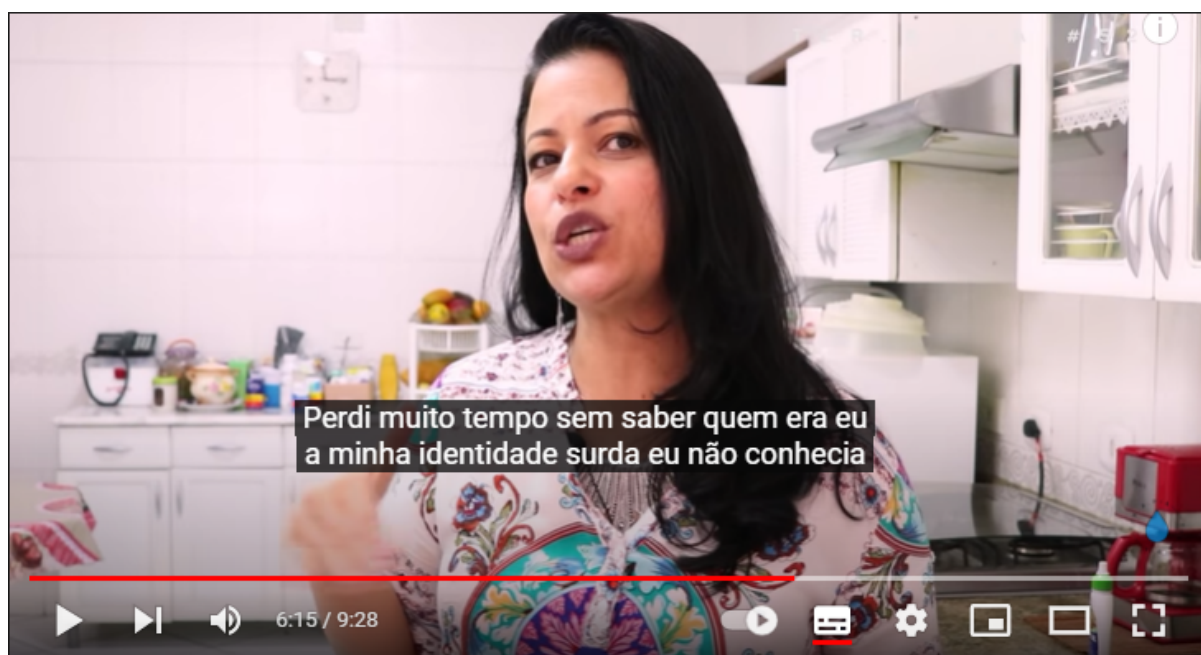 Perdi muito tempo sem saber quem era eu
a minha identidade surda eu não conhecia
6:15 / 9:28